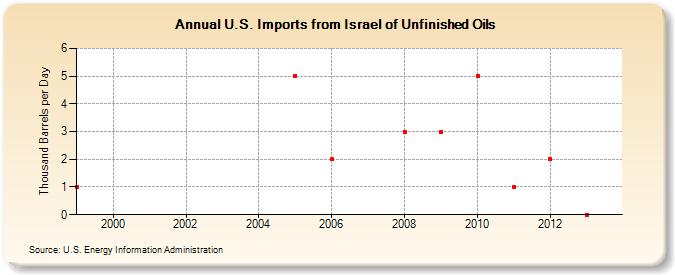 Annual U.S. Imports from Israel of Unfinished Oils
Thousand Barrels per Day
6
5
4
3
2
1
0
2000 2002 2004 2006 2008 2010 2012
Source: U.S. Energy Information Administration